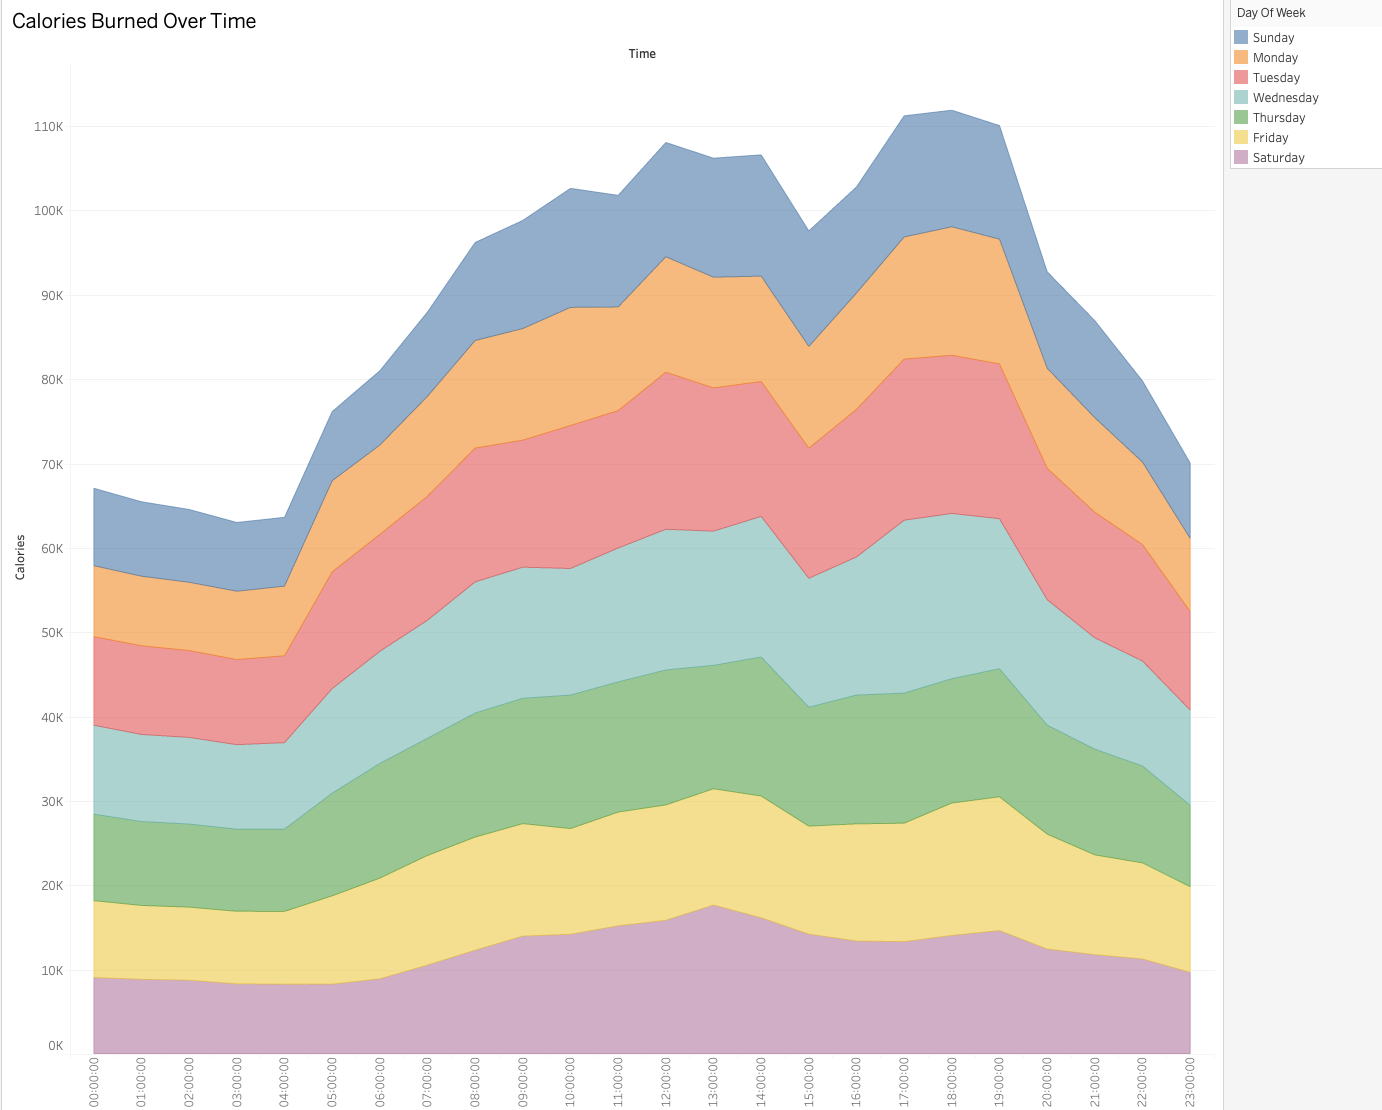 Calories Burned Over Time
Time
Calories
110K
100K
90K
80K
70K
60K
50K
40K
30K
20K
10K
0K
00:00:00
01:00:00
02:00:00
03:00:00
04:00:00
05:00:00
06:00:00
07:00:00
08:00:00
09:00:00
10:00:00
11:00:00
12:00:00
13:00:00
14:00:00
15:00:00
16:00:00
17:00:00
18:00:00
19:00:00
20:00:00
21:00:00
22:00:00
23:00:00
Day Of Week
Sunday
Monday
Tuesday
Wednesday
Thursday
Friday
Saturday